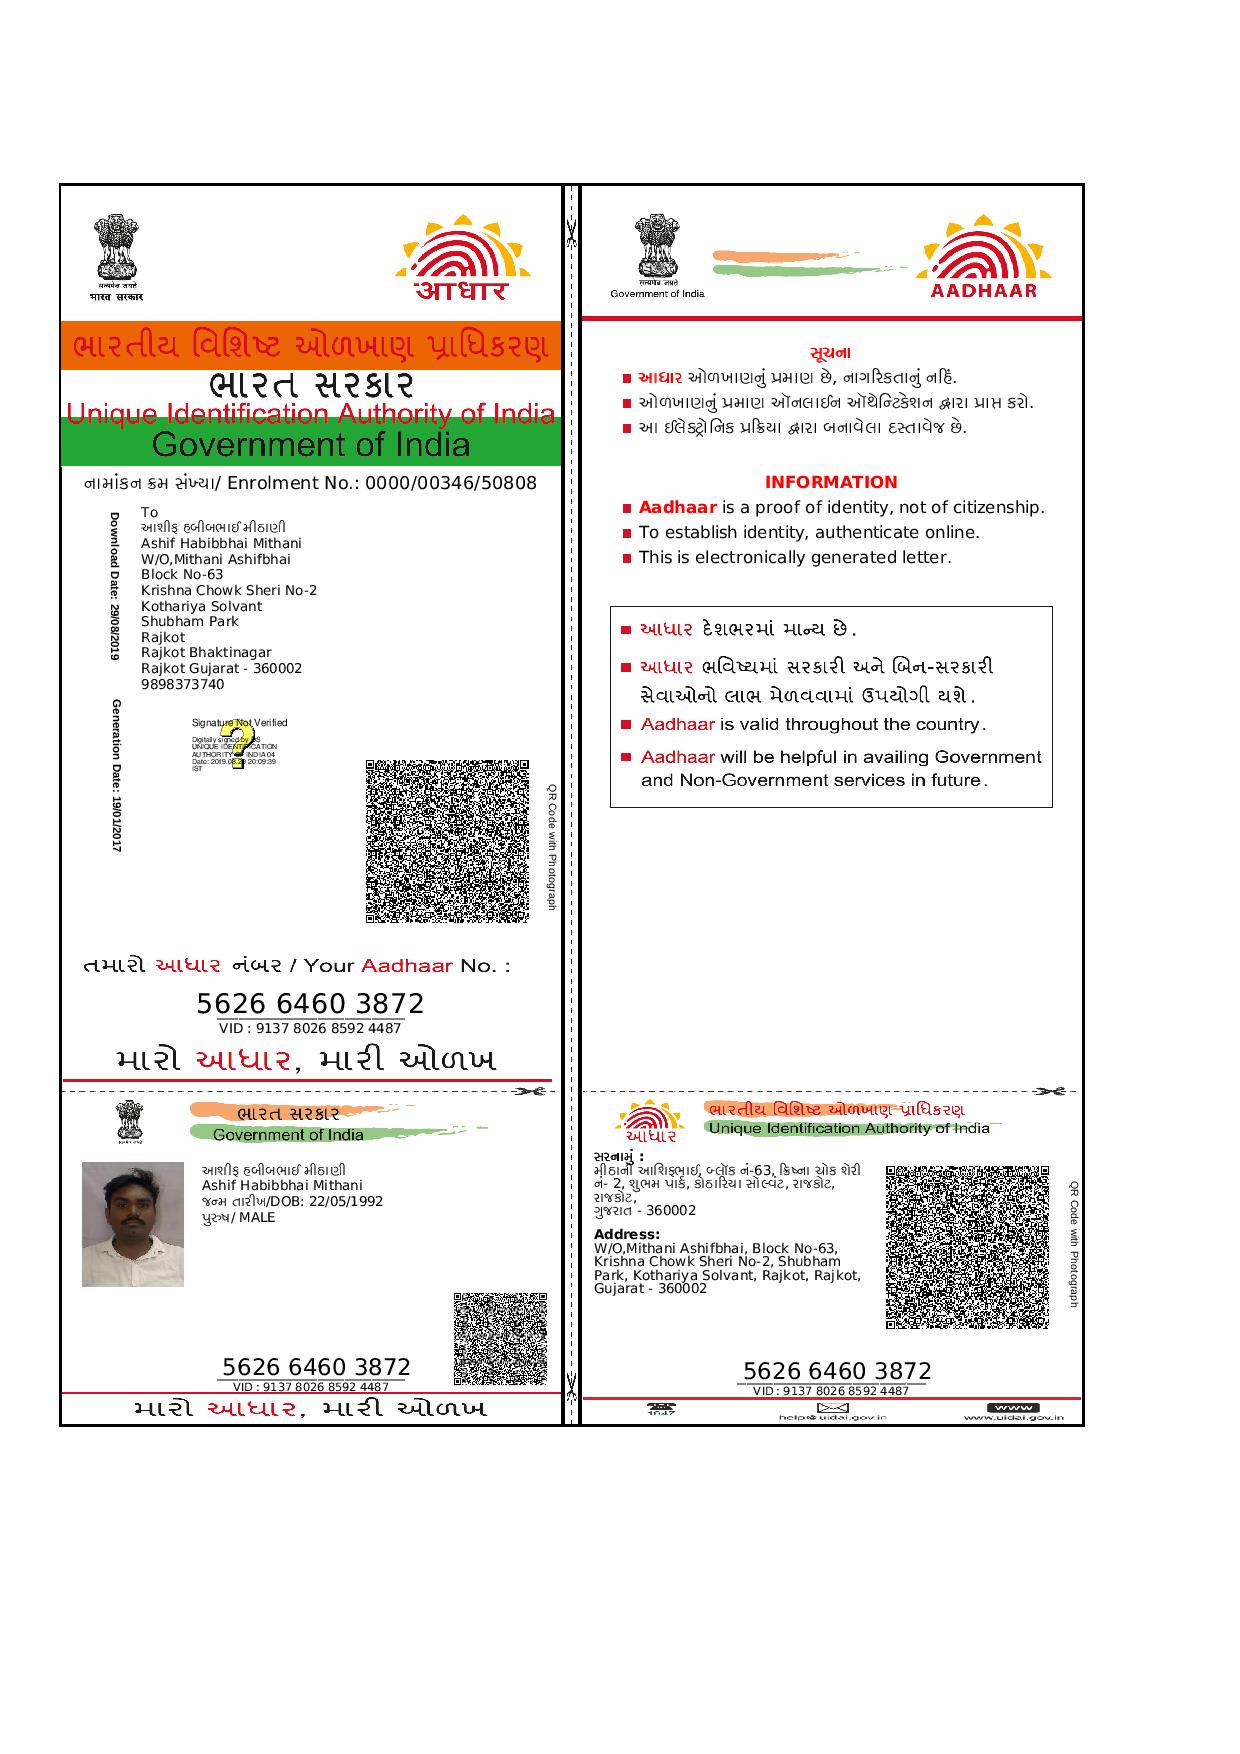 सत्यमेव जयते
भारत सरकार
आधार
ભારતીય વિશિષ્ટ ઓળખાણ પ્રાધિકરણ
ભારત સરકાર
Unique Identification Authority of India
Government of India
નામાંકન ક્રમ સંખ્યા/ Enrolment No.: 0000/00346/50808
Download Date: 29/08/2019
Generation Date: 19/01/2017
To
આશીફ હબીબભાઈ મીઠાણી
Ashif Habibbhai Mithani
W/O,Mithani Ashifbhai
Block No-63
Krishna Chowk Sheri No-2
Kothariya Solvant
Shubham Park
Rajkot
Rajkot Bhaktinagar
Rajkot Gujarat - 360002
9898373740
Signature Not Verified
Digitally signed by DS
UNIQUE IDENTIFICATION
AUTHORITY OF INDIA 04
Date: 2019.08.29 20:09:39
IST
QR Code with Photograph
તમારો આધાર નંબર / Your Aadhaar No. :
5626 6460 3872
VID : 9137 8026 8592 4487
મારો આધાર, મારી ઓળખ
ભારત સરકાર
Government of India
આશીફ હબીબભાઈ મીઠાણી
Ashif Habibbhai Mithani
જન્મ તારીખ/DOB: 22/05/1992
પુરુષ/ MALE
5626 6460 3872
VID : 9137 8026 8592 4487
મારો આધાર, મારી ઓળખ
सत्यमेव जयते
Government of India
AADHAAR
સૂચના
આધાર ઓળખાણનું પ્રમાણ છે, નાગરિકતાનું નહિં.
ઓળખાણનું પ્રમાણ ઑનલાઈન ઑથેન્ટિકેશન દ્વારા પ્રાપ્ત કરો.
આ ઈલેક્ટ્રોનિક પ્રક્રિયા દ્વારા બનાવેલા દસ્તાવેજ છે.
INFORMATION
Aadhaar is a proof of identity, not of citizenship.
To establish identity, authenticate online.
This is electronically generated letter.
આધાર દેશભરમાં માન્ય છે.
આધાર ભવિષ્યમાં સરકારી અને બિન-સરકારી
સેવાઓનો લાભ મેળવવામાં ઉપયોગી થશે.
Aadhaar is valid throughout the country.
Aadhaar will be helpful in availing Government
and Non-Government services in future.
આધાર
ભારતીય વિશિષ્ટ ઓળખાણ પ્રાધિકરણ
Unique Identification Authority of India
સરનામું :
મીઠાની આશિફભાઈ, બ્લૉક નં-63, ક્રિષ્ના ચોક શેરી
નં- 2, શુભમ પાર્ક, કોઠારિયા સોલ્વંટ, રાજકોટ,
રાજકોટ,
ગુજરાત - 360002
Address:
W/O,Mithani Ashifbhai, Block No-63,
Krishna Chowk Sheri No-2, Shubham
Park, Kothariya Solvant, Rajkot, Rajkot,
Gujarat - 360002
QR Code with Photograph
5626 6460 3872
VID : 9137 8026 8592 4487
1947
help@uidai.gov.in
www
www.uidai.gov.in